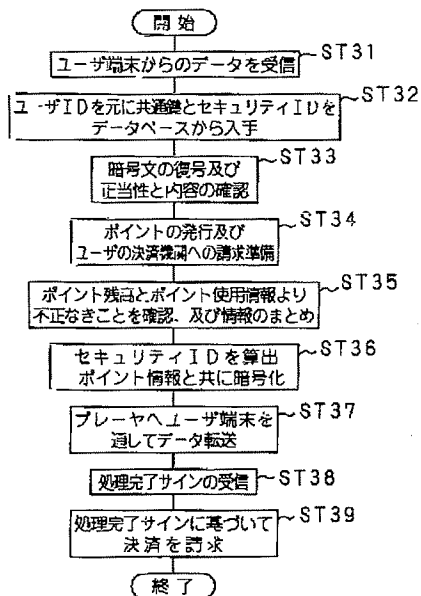 開始
ユーザ端末からのデータを受信
ST31
ユーザIDを元に共通鍵とセキュリティIDを
データベースから入手
ST32
暗号文の復号及び
正当性と内容の確認
ST33
ポイントの発行及び
ユーザの決済機関への請求準備
ST34
ポイント残高とポイント使用情報より
不正なきことを確認、及び情報のまとめ
ST35
セキュリティIDを算出
ポイント情報と共に暗号化
ST36
プレーヤへユーザ端末を
通してデータ転送
ST37
処理完了サインの受信
ST38
処理完了サインに基づいて
決済を請求
ST39
終了